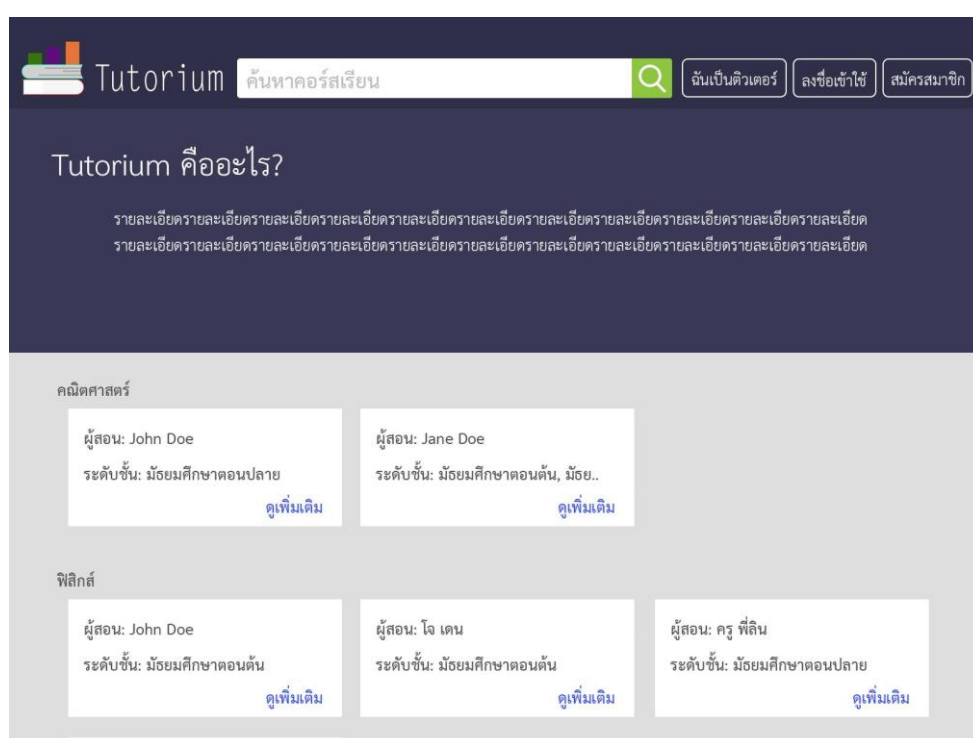 Tutorium ค้นหาคอร์สเรียน ฉันเป็นติวเตอร์ ลงชื่อเข้าใช้ สมัครสมาชิก
Tutorium คืออะไร?
รายละเอียดรายละเอียดรายละเอียดรายละเอียดรายละเอียดรายละเอียดรายละเอียดรายละเอียดรายละเอียดรายละเอียด
รายละเอียดรายละเอียดรายละเอียดรายละเอียดรายละเอียดรายละเอียดรายละเอียดรายละเอียดรายละเอียดรายละเอียด
คณิตศาสตร์
ผู้สอน: John Doe
ระดับชั้น: มัธยมศึกษาตอนปลาย
ดูเพิ่มเติม
ผู้สอน: Jane Doe
ระดับชั้น: มัธยมศึกษาตอนต้น, มัธย..
ดูเพิ่มเติม
ฟิสิกส์
ผู้สอน: John Doe
ระดับชั้น: มัธยมศึกษาตอนต้น
ดูเพิ่มเติม
ผู้สอน: โจ เดน
ระดับชั้น: มัธยมศึกษาตอนต้น
ดูเพิ่มเติม
ผู้สอน: ครู พี่ลิน
ระดับชั้น: มัธยมศึกษาตอนปลาย
ดูเพิ่มเติม